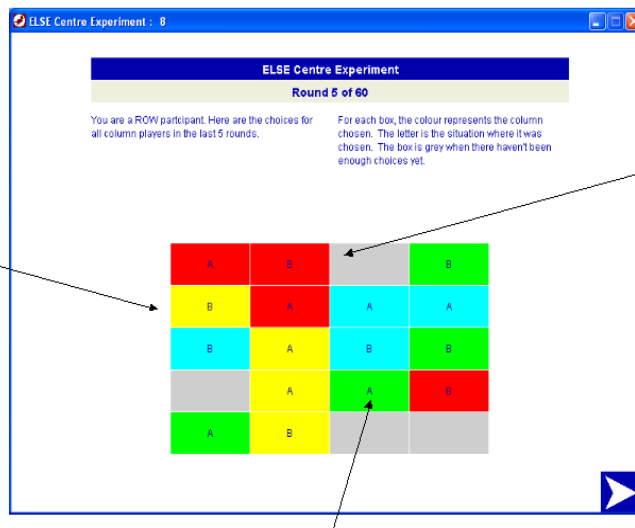 ELSE Centre Experiment : 8
ELSE Centre Experiment
Round 5 of 60
You are a ROW partcipant. Here are the choices for
all column players in the last 5 rounds.
For each box, the colour represents the column
chosen. The letter is the situation where it was
chosen. The box is grey when there haven't been
enough choices yet.
A B B
B A A A
B A B B
A A B
A B